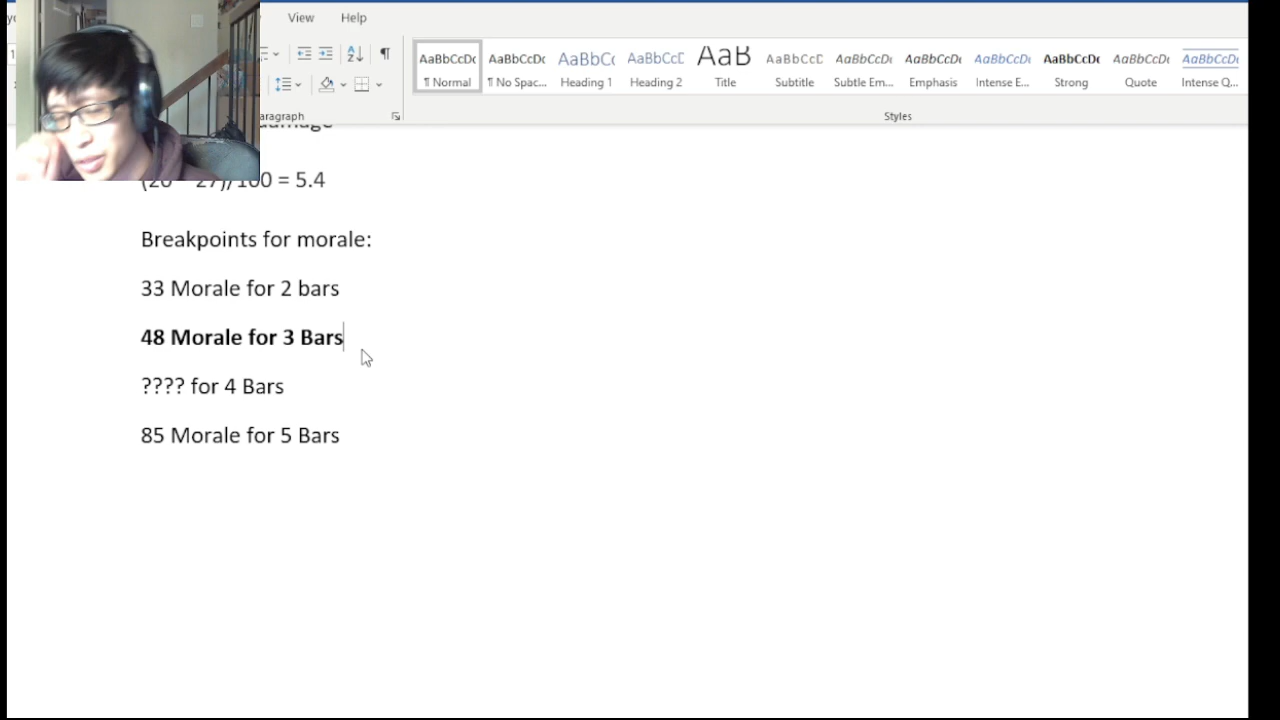 View Help
AaBbCcDc AaBbCcDc AaBbCc AaBbCcC AaB AaBbCcC AaBbCcDc AaBbCcDc AaBbCcDc AaBbCcDc AaBbCcDc AaBbCcDc
¶ Normal ¶ No Spac... Heading 1 Heading 2 Title Subtitle Subtle Em... Emphasis Intense E... Strong Quote Intense Q...
Styles
= 5.4
Breakpoints for morale:
33 Morale for 2 bars
48 Morale for 3 Bars
???? for 4 Bars
85 Morale for 5 Bars